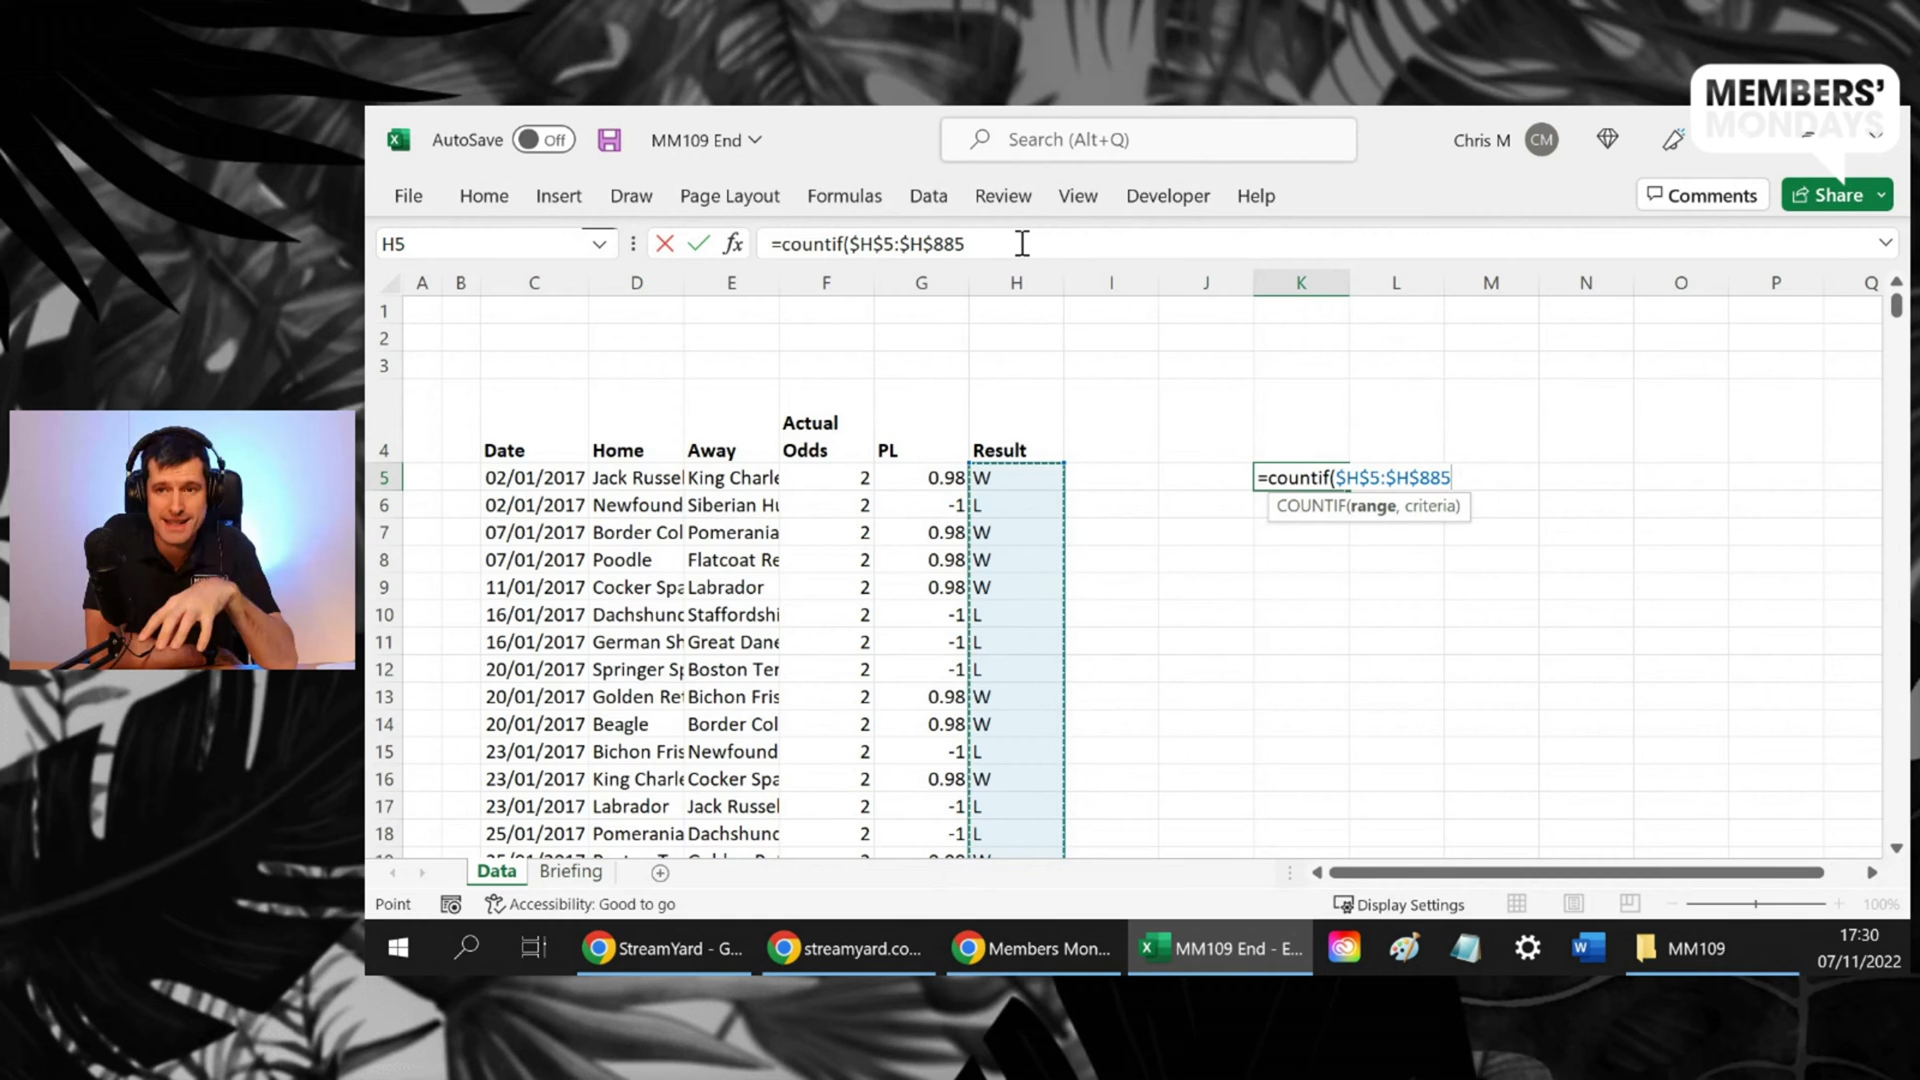 MEMBERS'
MONDAYS
AutoSave Off MM109 End Search (Alt+Q) Chris M CM
File Home Insert Draw Page Layout Formulas Data Review View Developer Help Comments Share
H5 fx =countif($H$5:$H$885
A B C D E F G H I J K L M N O P Q
1
2
3
Actual
4 Date Home Away Odds PL Result
5 02/01/2017 Jack Russel King Charle 2 0.98 W =countif($H$5:$H$885
COUNTIF(range, criteria)
6 02/01/2017 Newfound Siberian Hu 2 -1 L
7 07/01/2017 Border Col Pomerania 2 0.98 W
8 07/01/2017 Poodle Flatcoat Re 2 0.98 W
9 11/01/2017 Cocker Spa Labrador 2 0.98 W
10 16/01/2017 Dachshund Staffordshi 2 -1 L
11 16/01/2017 German Sh Great Dane 2 -1 L
12 20/01/2017 Springer Sp Boston Ter 2 -1 L
13 20/01/2017 Golden Ret Bichon Fris 2 0.98 W
14 20/01/2017 Beagle Border Col 2 0.98 W
15 23/01/2017 Bichon Fris Newfound 2 -1 L
16 23/01/2017 King Charle Cocker Spa 2 0.98 W
17 23/01/2017 Labrador Jack Russel 2 -1 L
18 25/01/2017 Pomerania Dachshund 2 -1 L
Data Briefing
Point Accessibility: Good to go Display Settings 100%
StreamYard - G... streamyard.co... Members Mon... MM109 End - E... MM109 17:30
07/11/2022